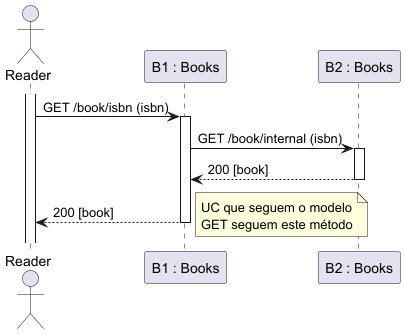 Reader
B1 : Books
B2 : Books
GET /book/isbn (isbn)
GET /book/internal (isbn)
200 [book]
200 [book]
UC que seguem o modelo
GET seguem este método
Reader
B1 : Books
B2 : Books